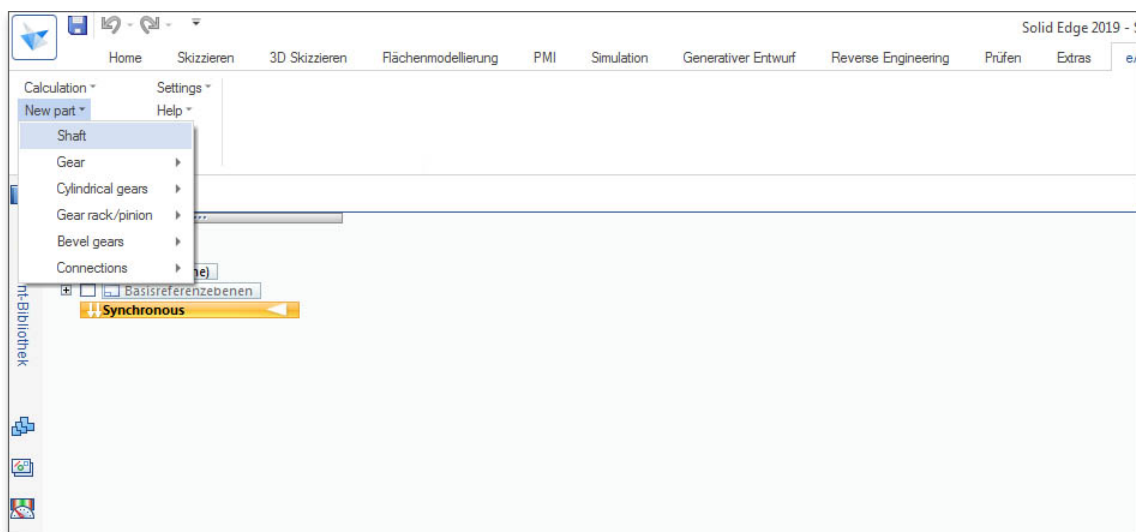 Solid Edge 2019 - S
Home Skizzieren 3D Skizzieren Flächenmodellierung PMI Simulation Generativer Entwurf Reverse Engineering Prüfen Extras eA
Calculation Settings
New part Help
Shaft
Gear
Cylindrical gears
Gear rack/pinion
Bevel gears
Connections
ne)
Basisreferenzebenen
Synchronous
nt-Bibliothek